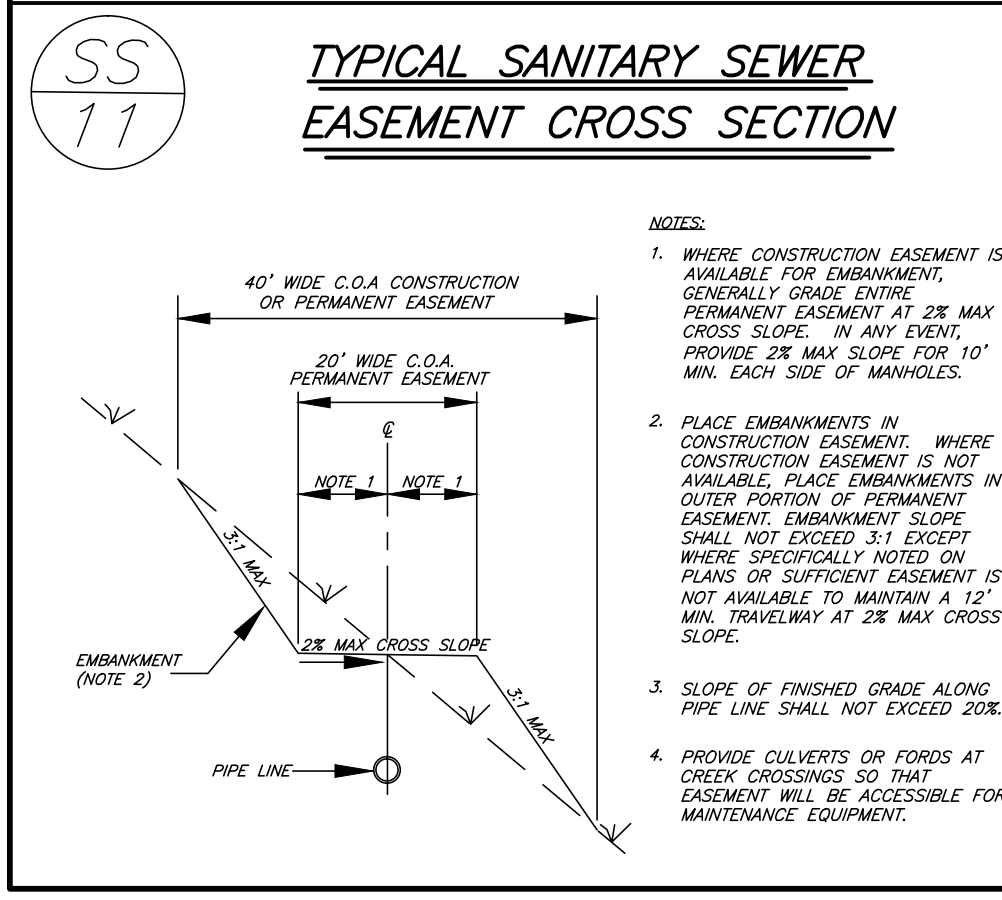 SS
11
TYPICAL SANITARY SEWER
EASEMENT CROSS SECTION
40' WIDE C.O.A CONSTRUCTION
OR PERMANENT EASEMENT
20' WIDE C.O.A.
PERMANENT EASEMENT
℄
NOTE 1 NOTE 1
3:1 MAX
2% MAX CROSS SLOPE
EMBANKMENT
(NOTE 2)
3:1 MAX
PIPE LINE
NOTES:
1. WHERE CONSTRUCTION EASEMENT IS
AVAILABLE FOR EMBANKMENT,
GENERALLY GRADE ENTIRE
PERMANENT EASEMENT AT 2% MAX
CROSS SLOPE. IN ANY EVENT,
PROVIDE 2% MAX SLOPE FOR 10'
MIN. EACH SIDE OF MANHOLES.
2. PLACE EMBANKMENTS IN
CONSTRUCTION EASEMENT. WHERE
CONSTRUCTION EASEMENT IS NOT
AVAILABLE, PLACE EMBANKMENTS IN
OUTER PORTION OF PERMANENT
EASEMENT. EMBANKMENT SLOPE
SHALL NOT EXCEED 3:1 EXCEPT
WHERE SPECIFICALLY NOTED ON
PLANS OR SUFFICIENT EASEMENT IS
NOT AVAILABLE TO MAINTAIN A 12'
MIN. TRAVELWAY AT 2% MAX CROSS
SLOPE.
3. SLOPE OF FINISHED GRADE ALONG
PIPE LINE SHALL NOT EXCEED 20%.
4. PROVIDE CULVERTS OR FORDS AT
CREEK CROSSINGS SO THAT
EASEMENT WILL BE ACCESSIBLE FOR
MAINTENANCE EQUIPMENT.